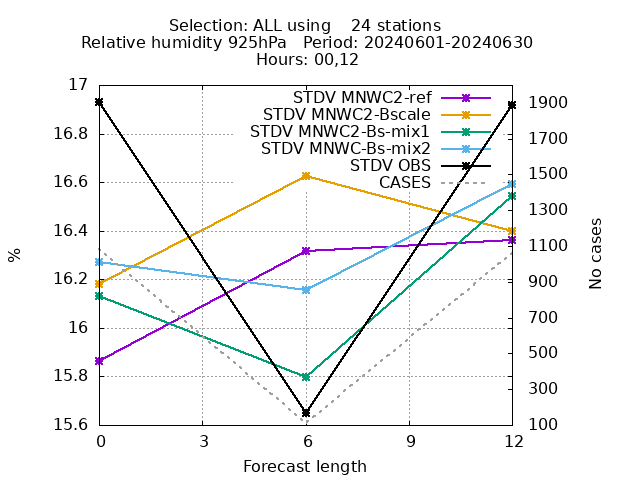 Selection: ALL using    24 stations
Relative humidity 925hPa   Period: 20240601-20240630
Hours: 00,12
STDV MNWC2-ref
STDV MNWC2-Bscale
STDV MNWC2-Bs-mix1
STDV MNWC-Bs-mix2
STDV OBS
CASES
17
16.8
16.6
16.4
16.2
16
15.8
15.6
%
1900
1700
1500
1300
1100
900
700
500
300
100
No cases
0 3 6 9 12
Forecast length